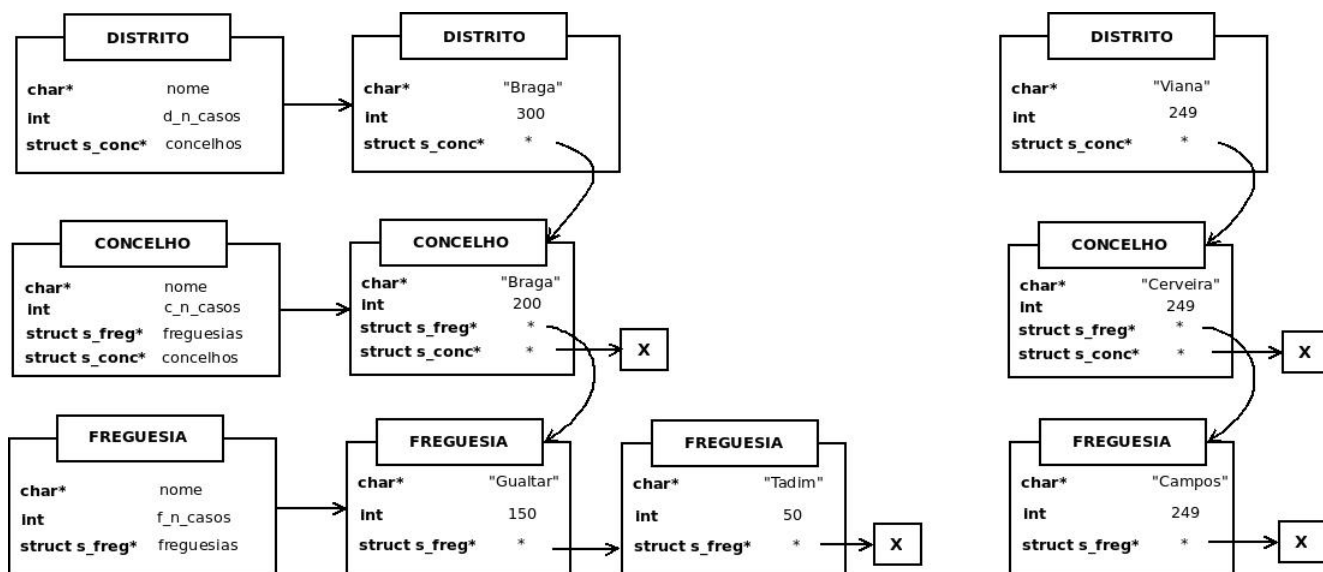 DISTRITO
char* nome
int d_n_casos
struct s_conc* concelhos
DISTRITO
char* "Braga"
int 300
struct s_conc* *
DISTRITO
char* "Viana"
int 249
struct s_conc* *
CONCELHO
char* nome
int c_n_casos
struct s_freg* freguesias
struct s_conc* concelhos
CONCELHO
char* "Braga"
int 200
struct s_freg* *
struct s_conc* *
X
CONCELHO
char* "Cerveira"
int 249
struct s_freg* *
struct s_conc* *
X
FREGUESIA
char* nome
int f_n_casos
struct s_freg* freguesias
FREGUESIA
char* "Gualtar"
int 150
struct s_freg* *
FREGUESIA
char* "Tadim"
int 50
struct s_freg* *
X
FREGUESIA
char* "Campos"
int 249
struct s_freg* *
X